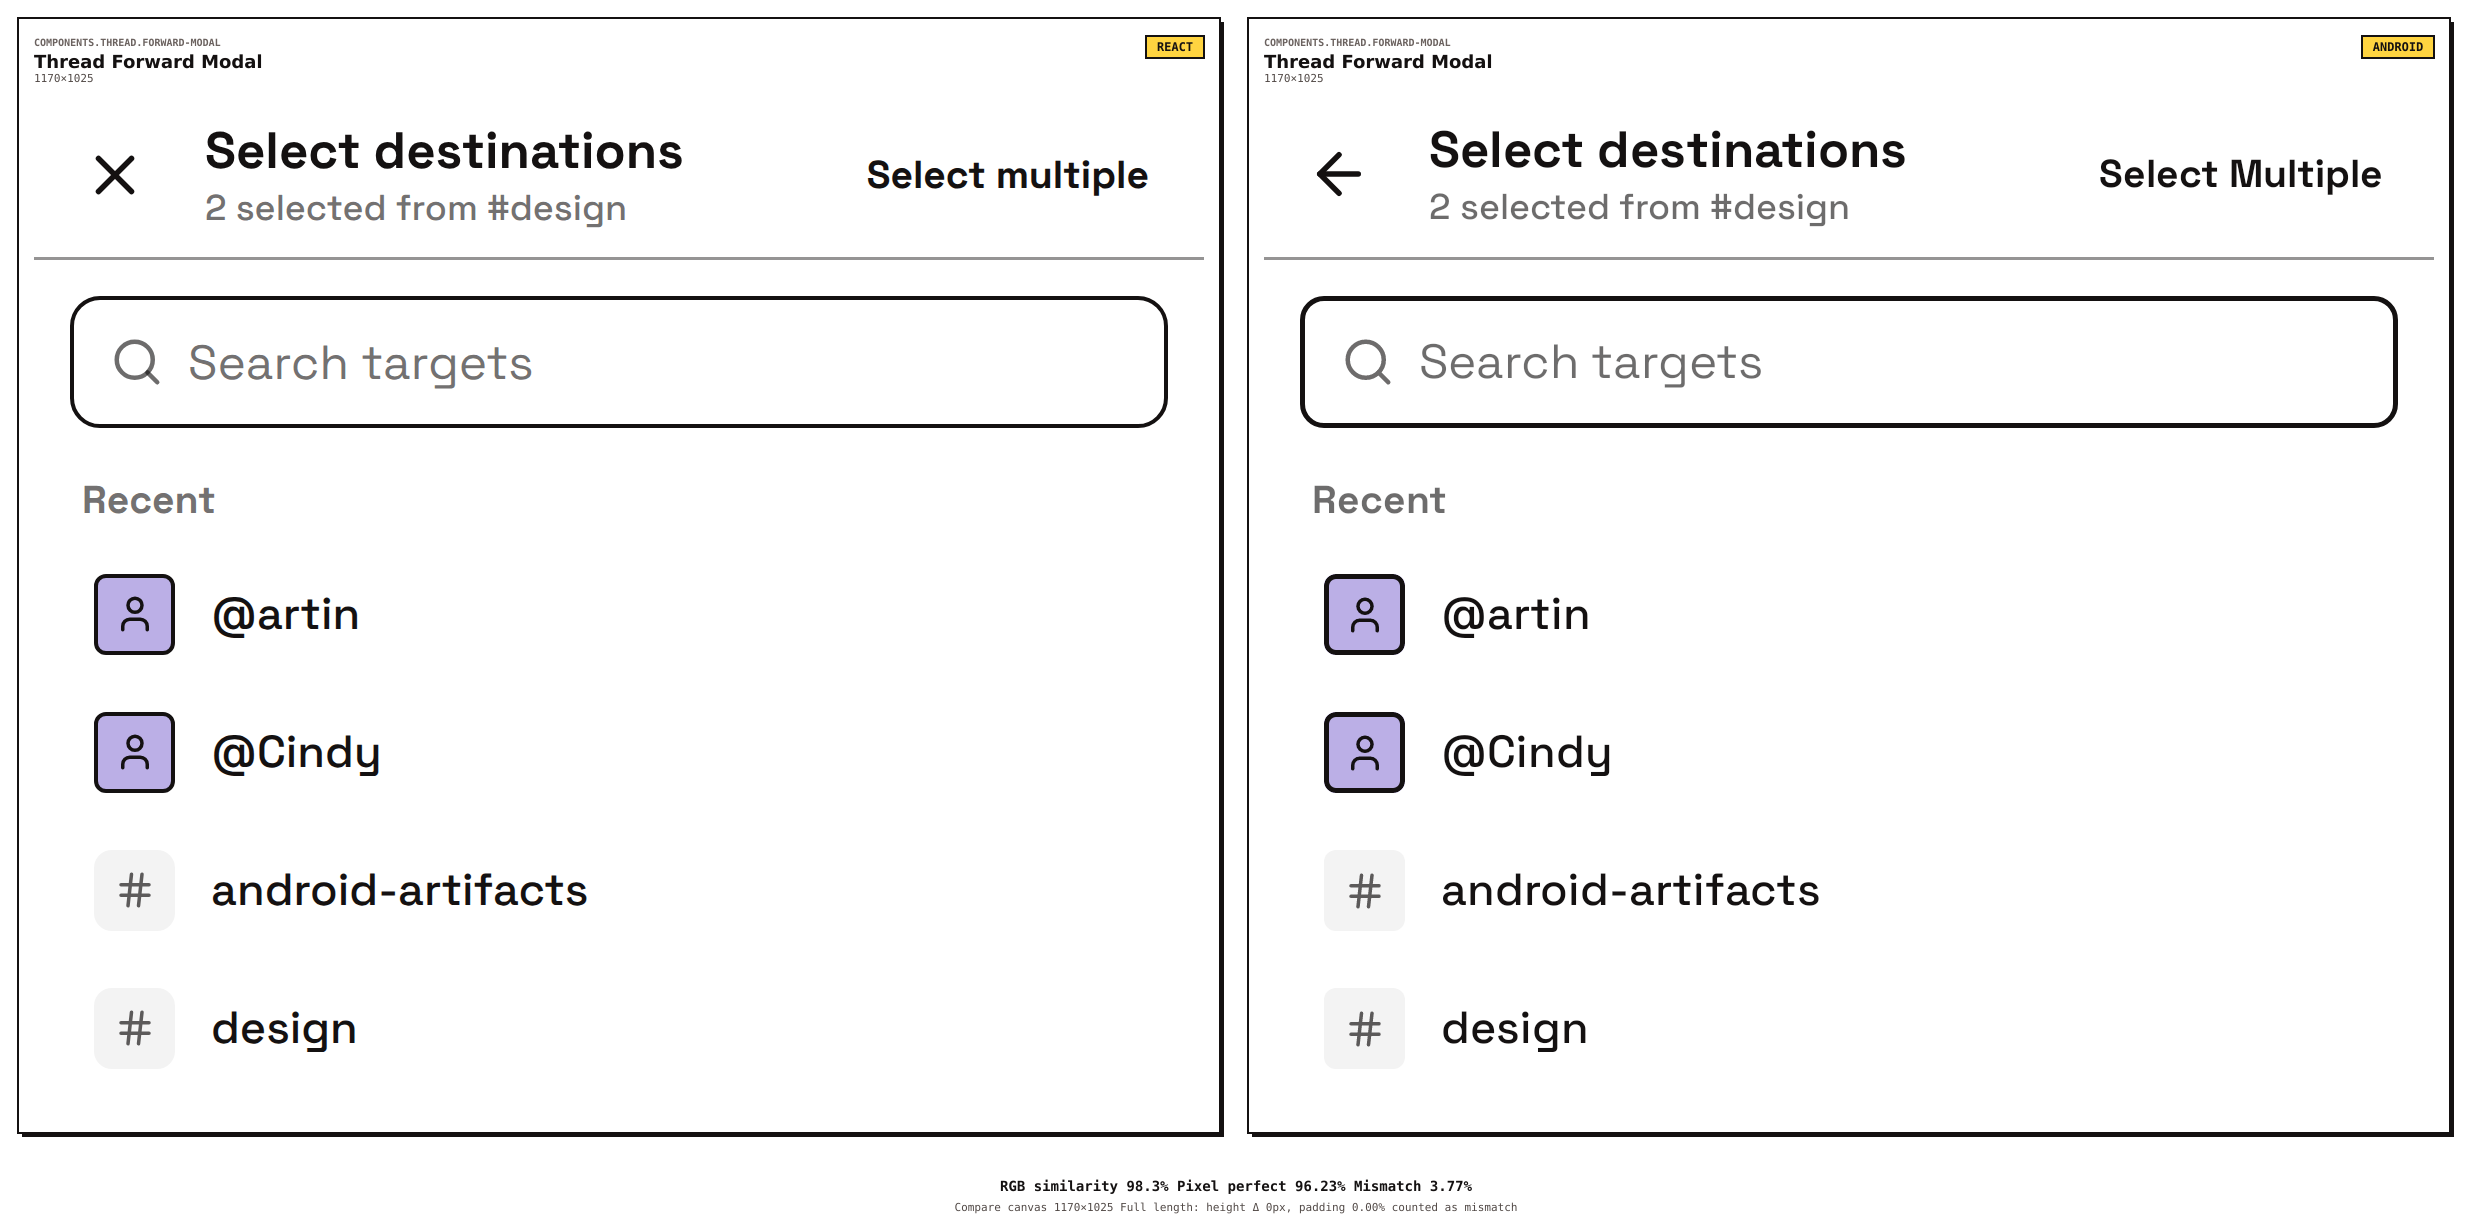 COMPONENTS.THREAD.FORWARD-MODAL
Thread Forward Modal
1170×1025
REACT
Select destinations
2 selected from #design
Select multiple
Search targets
Recent
@artin
@Cindy
android-artifacts
design
COMPONENTS.THREAD.FORWARD-MODAL
Thread Forward Modal
1170×1025
ANDROID
Select destinations
2 selected from #design
Select Multiple
Search targets
Recent
@artin
@Cindy
android-artifacts
design
RGB similarity 98.3% Pixel perfect 96.23% Mismatch 3.77%
Compare canvas 1170×1025 Full length: height Δ 0px, padding 0.00% counted as mismatch